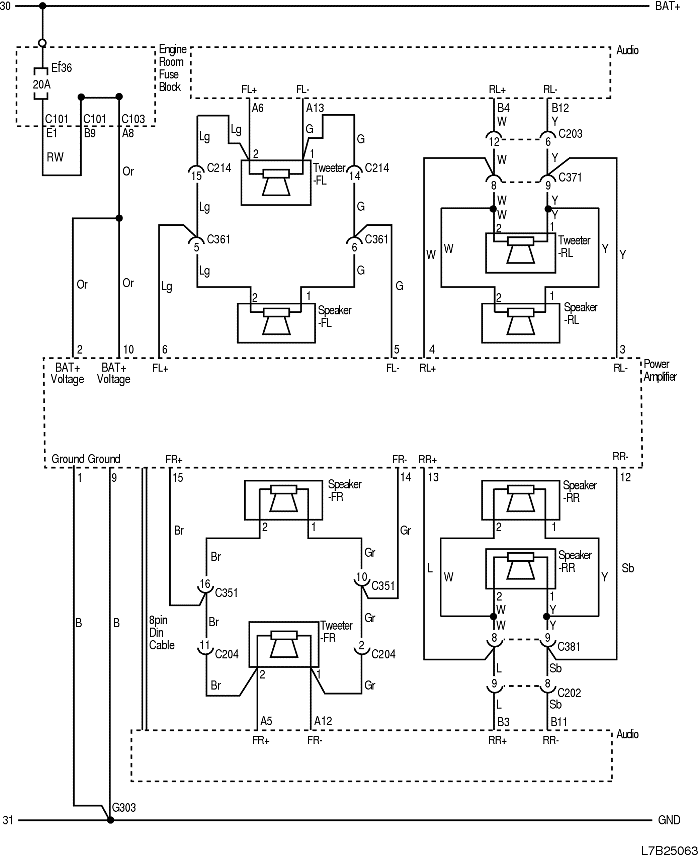 30 BAT+
Engine Room Fuse Block
Audio
Ef36
20A
FL+ FL- RL+ RL-
A6 A13 B4 B12
C101 C101 C103
E1 B9 A8
RW
Or
Lg Lg G G
W Y
12 6 C203
2 1
Tweeter -FL
C214 C214
15 14
W Y
8 9 C371
Lg G
W Y
W Y
2 1
Tweeter -RL
C361 C361
5 6
Lg G
W W Y Y
Or Or Lg G
2 1
Speaker -FL
2 1
Speaker -RL
2 10 6 5 4 3
BAT+ Voltage
BAT+ Voltage
FL+ FL- RL+ RL-
Power Amplifier
Ground Ground FR+ FR- RR+ RR-
1 9 15 14 13 12
Speaker -FR
2 1
Speaker -RR
2 1
Br Gr
Br Gr
Speaker -RR
2 1
L W Y Sb
16 C351
10 C351
Br Gr
W Y
W Y
B B
8pin Din Cable
Tweeter -FR
2 1
11 C204
2 C204
8 9 C381
L Sb
Br Gr
9 8 C202
L Sb
A5 A12 B3 B11
FR+ FR- RR+ RR-
Audio
G303
31 GND
L7B25063